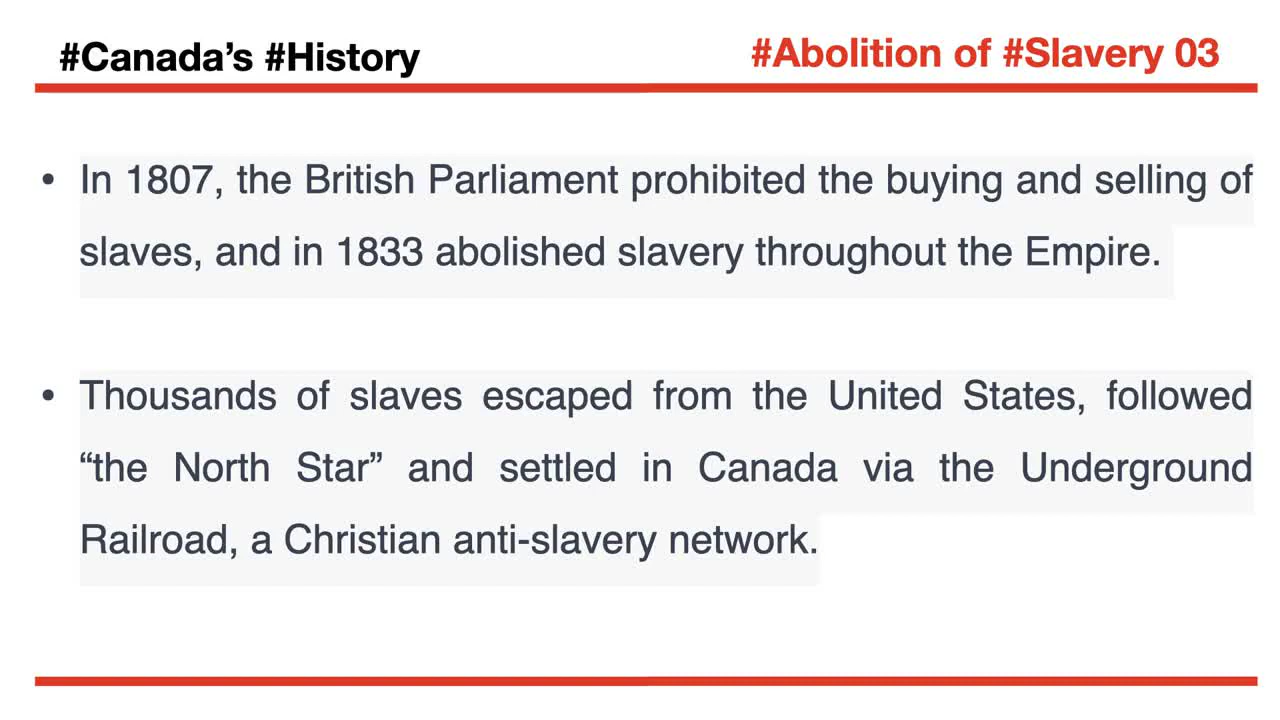 #Canada’s #History
#Abolition of #Slavery 03
• In 1807, the British Parliament prohibited the buying and selling of
slaves, and in 1833 abolished slavery throughout the Empire.
• Thousands of slaves escaped from the United States, followed
“the North Star” and settled in Canada via the Underground
Railroad, a Christian anti-slavery network.